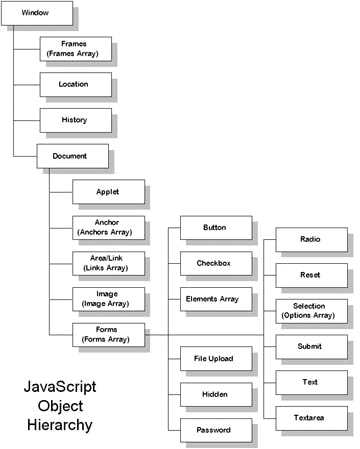 Window
Frames
(Frames Array)
Location
History
Document
Applet
Anchor
(Anchors Array)
Area/Link
(Links Array)
Image
(Image Array)
Forms
(Forms Array)
Button
Checkbox
Elements Array
File Upload
Hidden
Password
Radio
Reset
Selection
(Options Array)
Submit
Text
Textarea
JavaScript
Object
Hierarchy